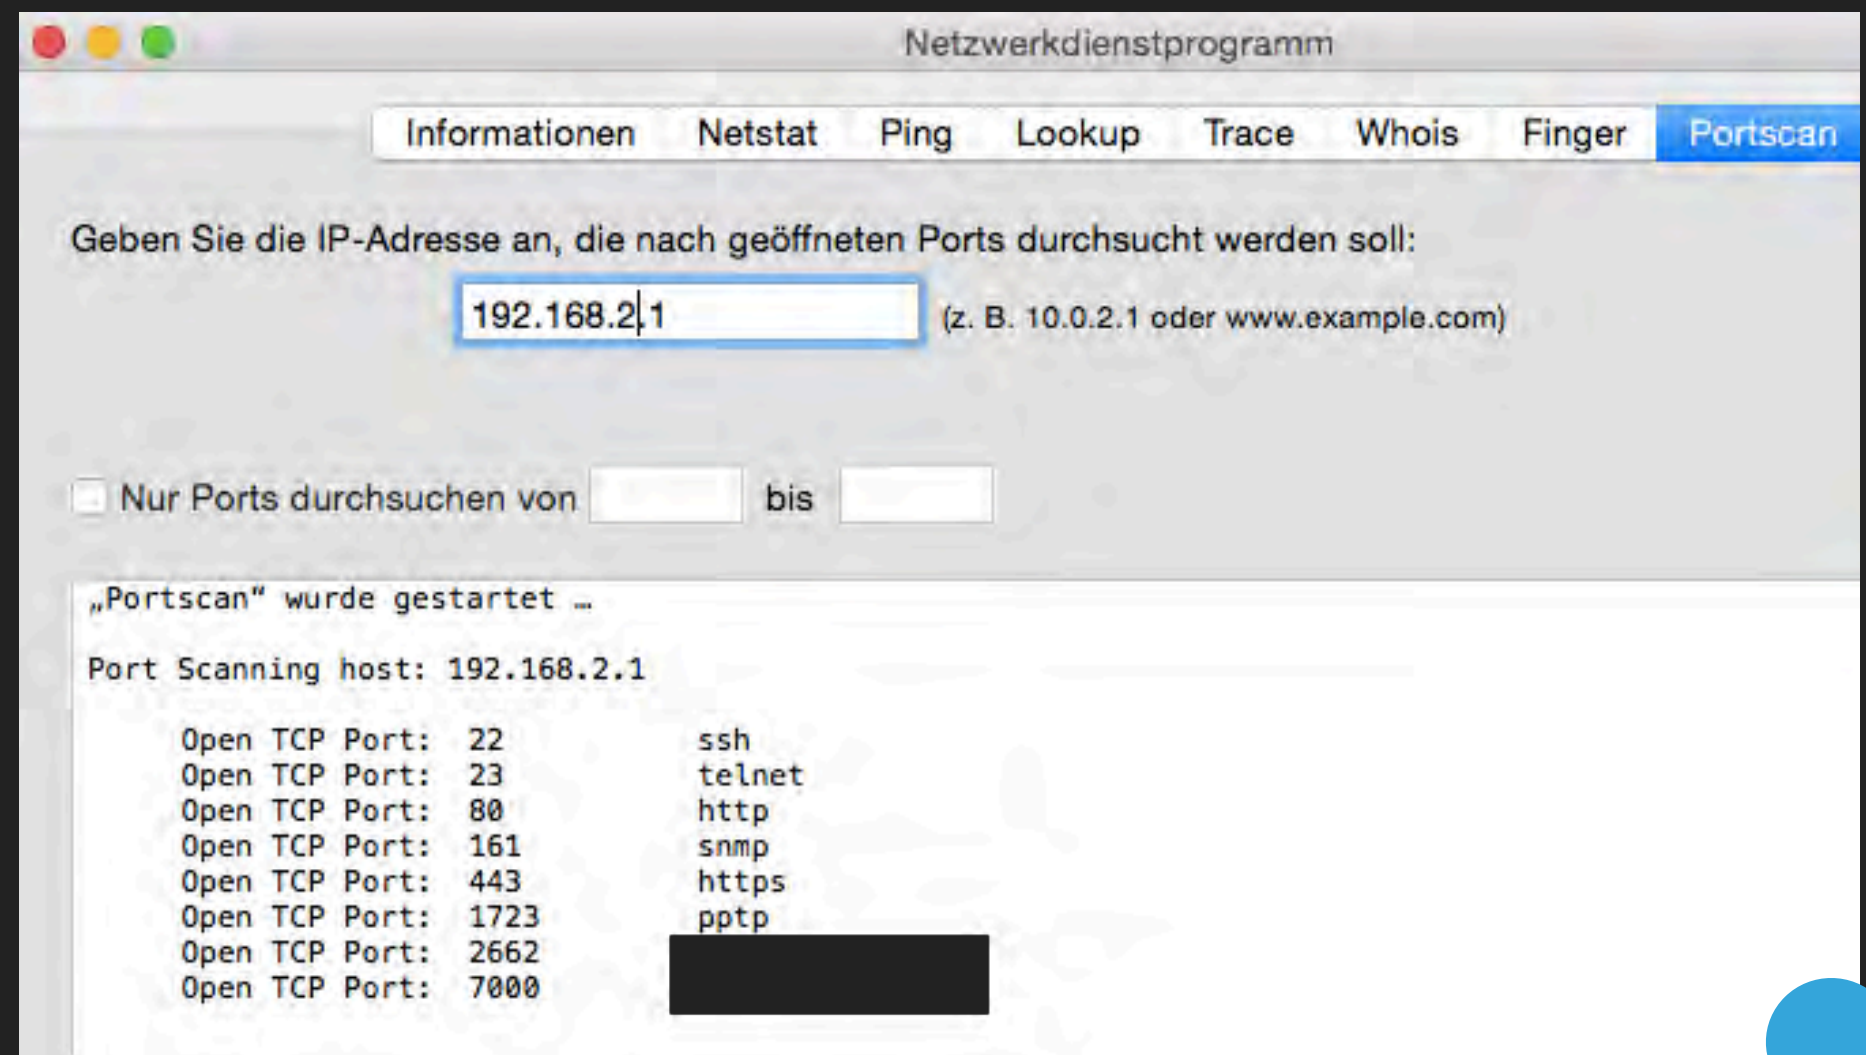 Netzwerkdienstprogramm
Informationen Netstat Ping Lookup Trace Whois Finger Portscan
Geben Sie die IP-Adresse an, die nach geöffneten Ports durchsucht werden soll:
192.168.2.1 (z. B. 10.0.2.1 oder www.example.com)
Nur Ports durchsuchen von bis
„Portscan“ wurde gestartet …
Port Scanning host: 192.168.2.1
Open TCP Port: 22 ssh
Open TCP Port: 23 telnet
Open TCP Port: 80 http
Open TCP Port: 161 snmp
Open TCP Port: 443 https
Open TCP Port: 1723 pptp
Open TCP Port: 2662
Open TCP Port: 7000